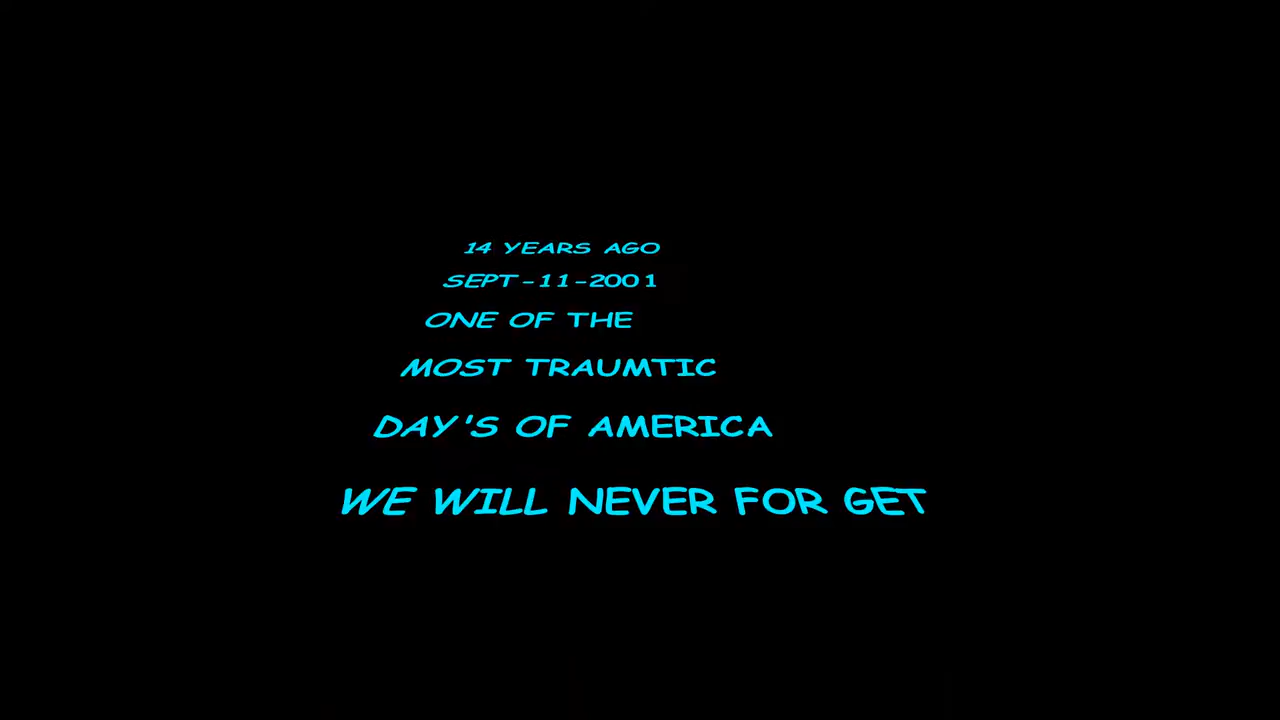 14 YEARS AGO
SEPT-11-2001
ONE OF THE
MOST TRAUMTIC
DAY'S OF AMERICA
WE WILL NEVER FOR GET